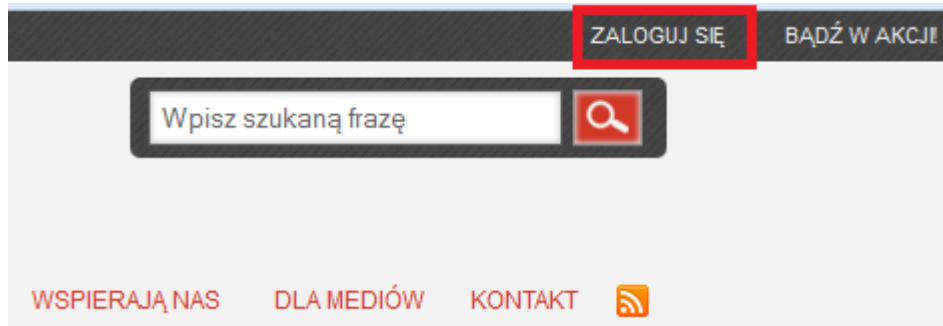 ZALOGUJ SIĘ BĄDŹ W AKCJI!
Wpisz szukaną frazę
WSPIERAJĄ NAS DLA MEDIÓW KONTAKT